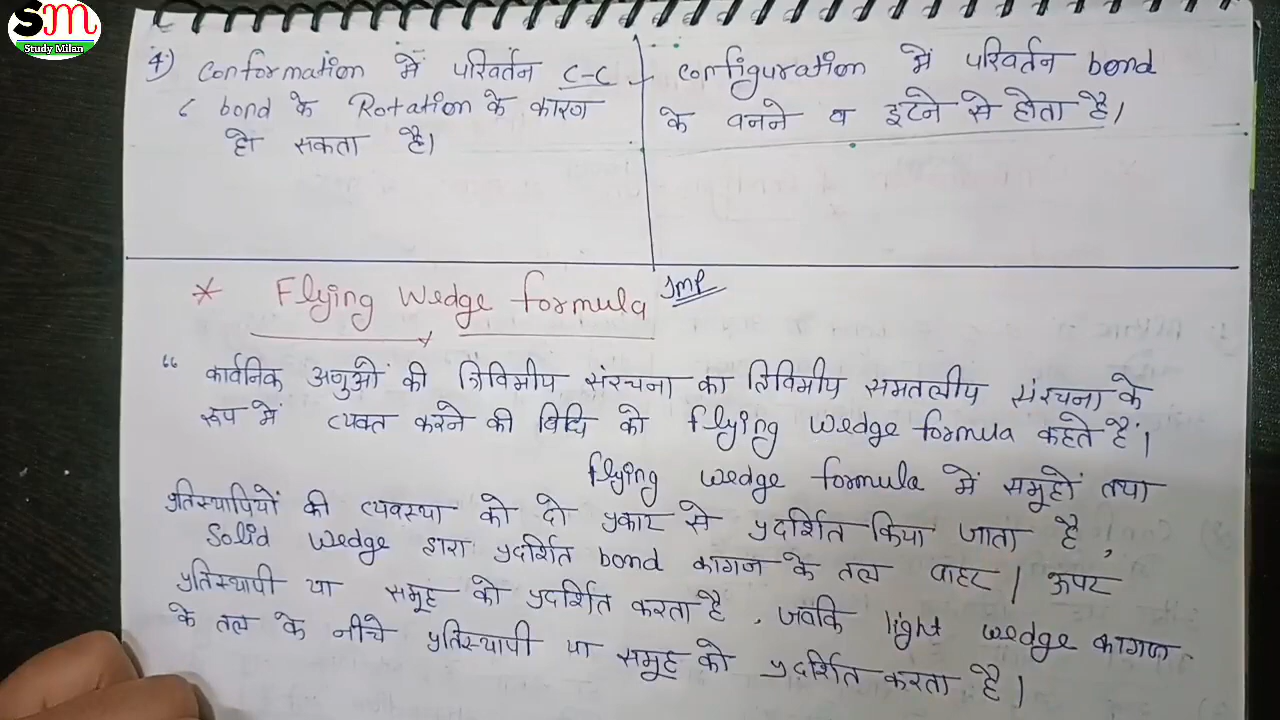 SM
Study Milan
4) Conformation में परिवर्तन C-C
bond के Rotation के कारण
हो सकता है।
Configuration में परिवर्तन bond
के बनने व टूटने से होता है।
* Flying Wedge formula Imp
“ कार्बनिक अणुओं की त्रिविमीय संरचना का द्विविमीय समतलीय संरचना के
रूप में व्यक्त करने की विधि को flying wedge formula कहते हैं।
flying wedge formula में समूहों तथा
प्रतिस्थापियों की व्यवस्था को दो प्रकार से प्रदर्शित किया जाता है,
Solid wedge द्वारा प्रदर्शित bond कागज के तल बाहर / ऊपर
प्रतिस्थापी या समूह को प्रदर्शित करता है, जबकि light wedge कागज
के तल के नीचे प्रतिस्थापी या समूह को प्रदर्शित करता है।